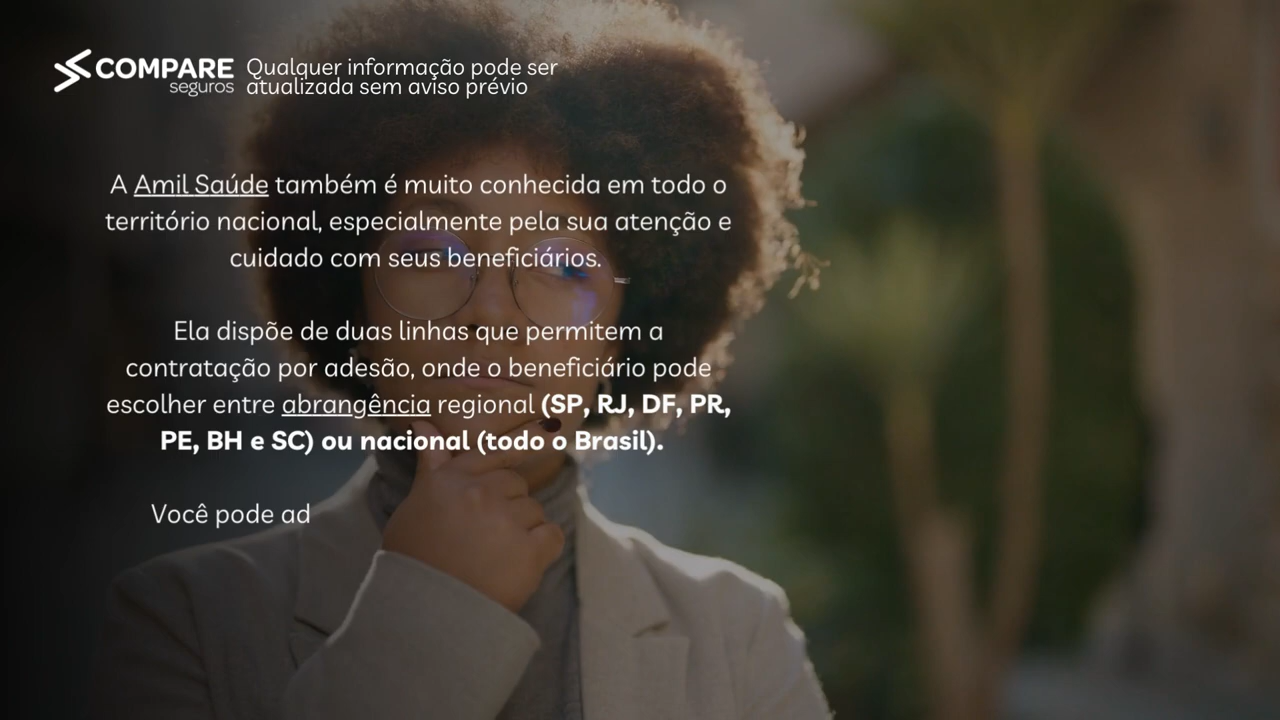 COMPARE
seguros
Qualquer informação pode ser
atualizada sem aviso prévio
A Amil Saúde também é muito conhecida em todo o
território nacional, especialmente pela sua atenção e
cuidado com seus beneficiários.
Ela dispõe de duas linhas que permitem a
contratação por adesão, onde o beneficiário pode
escolher entre abrangência regional (SP, RJ, DF, PR,
PE, BH e SC) ou nacional (todo o Brasil).
Você pode ad